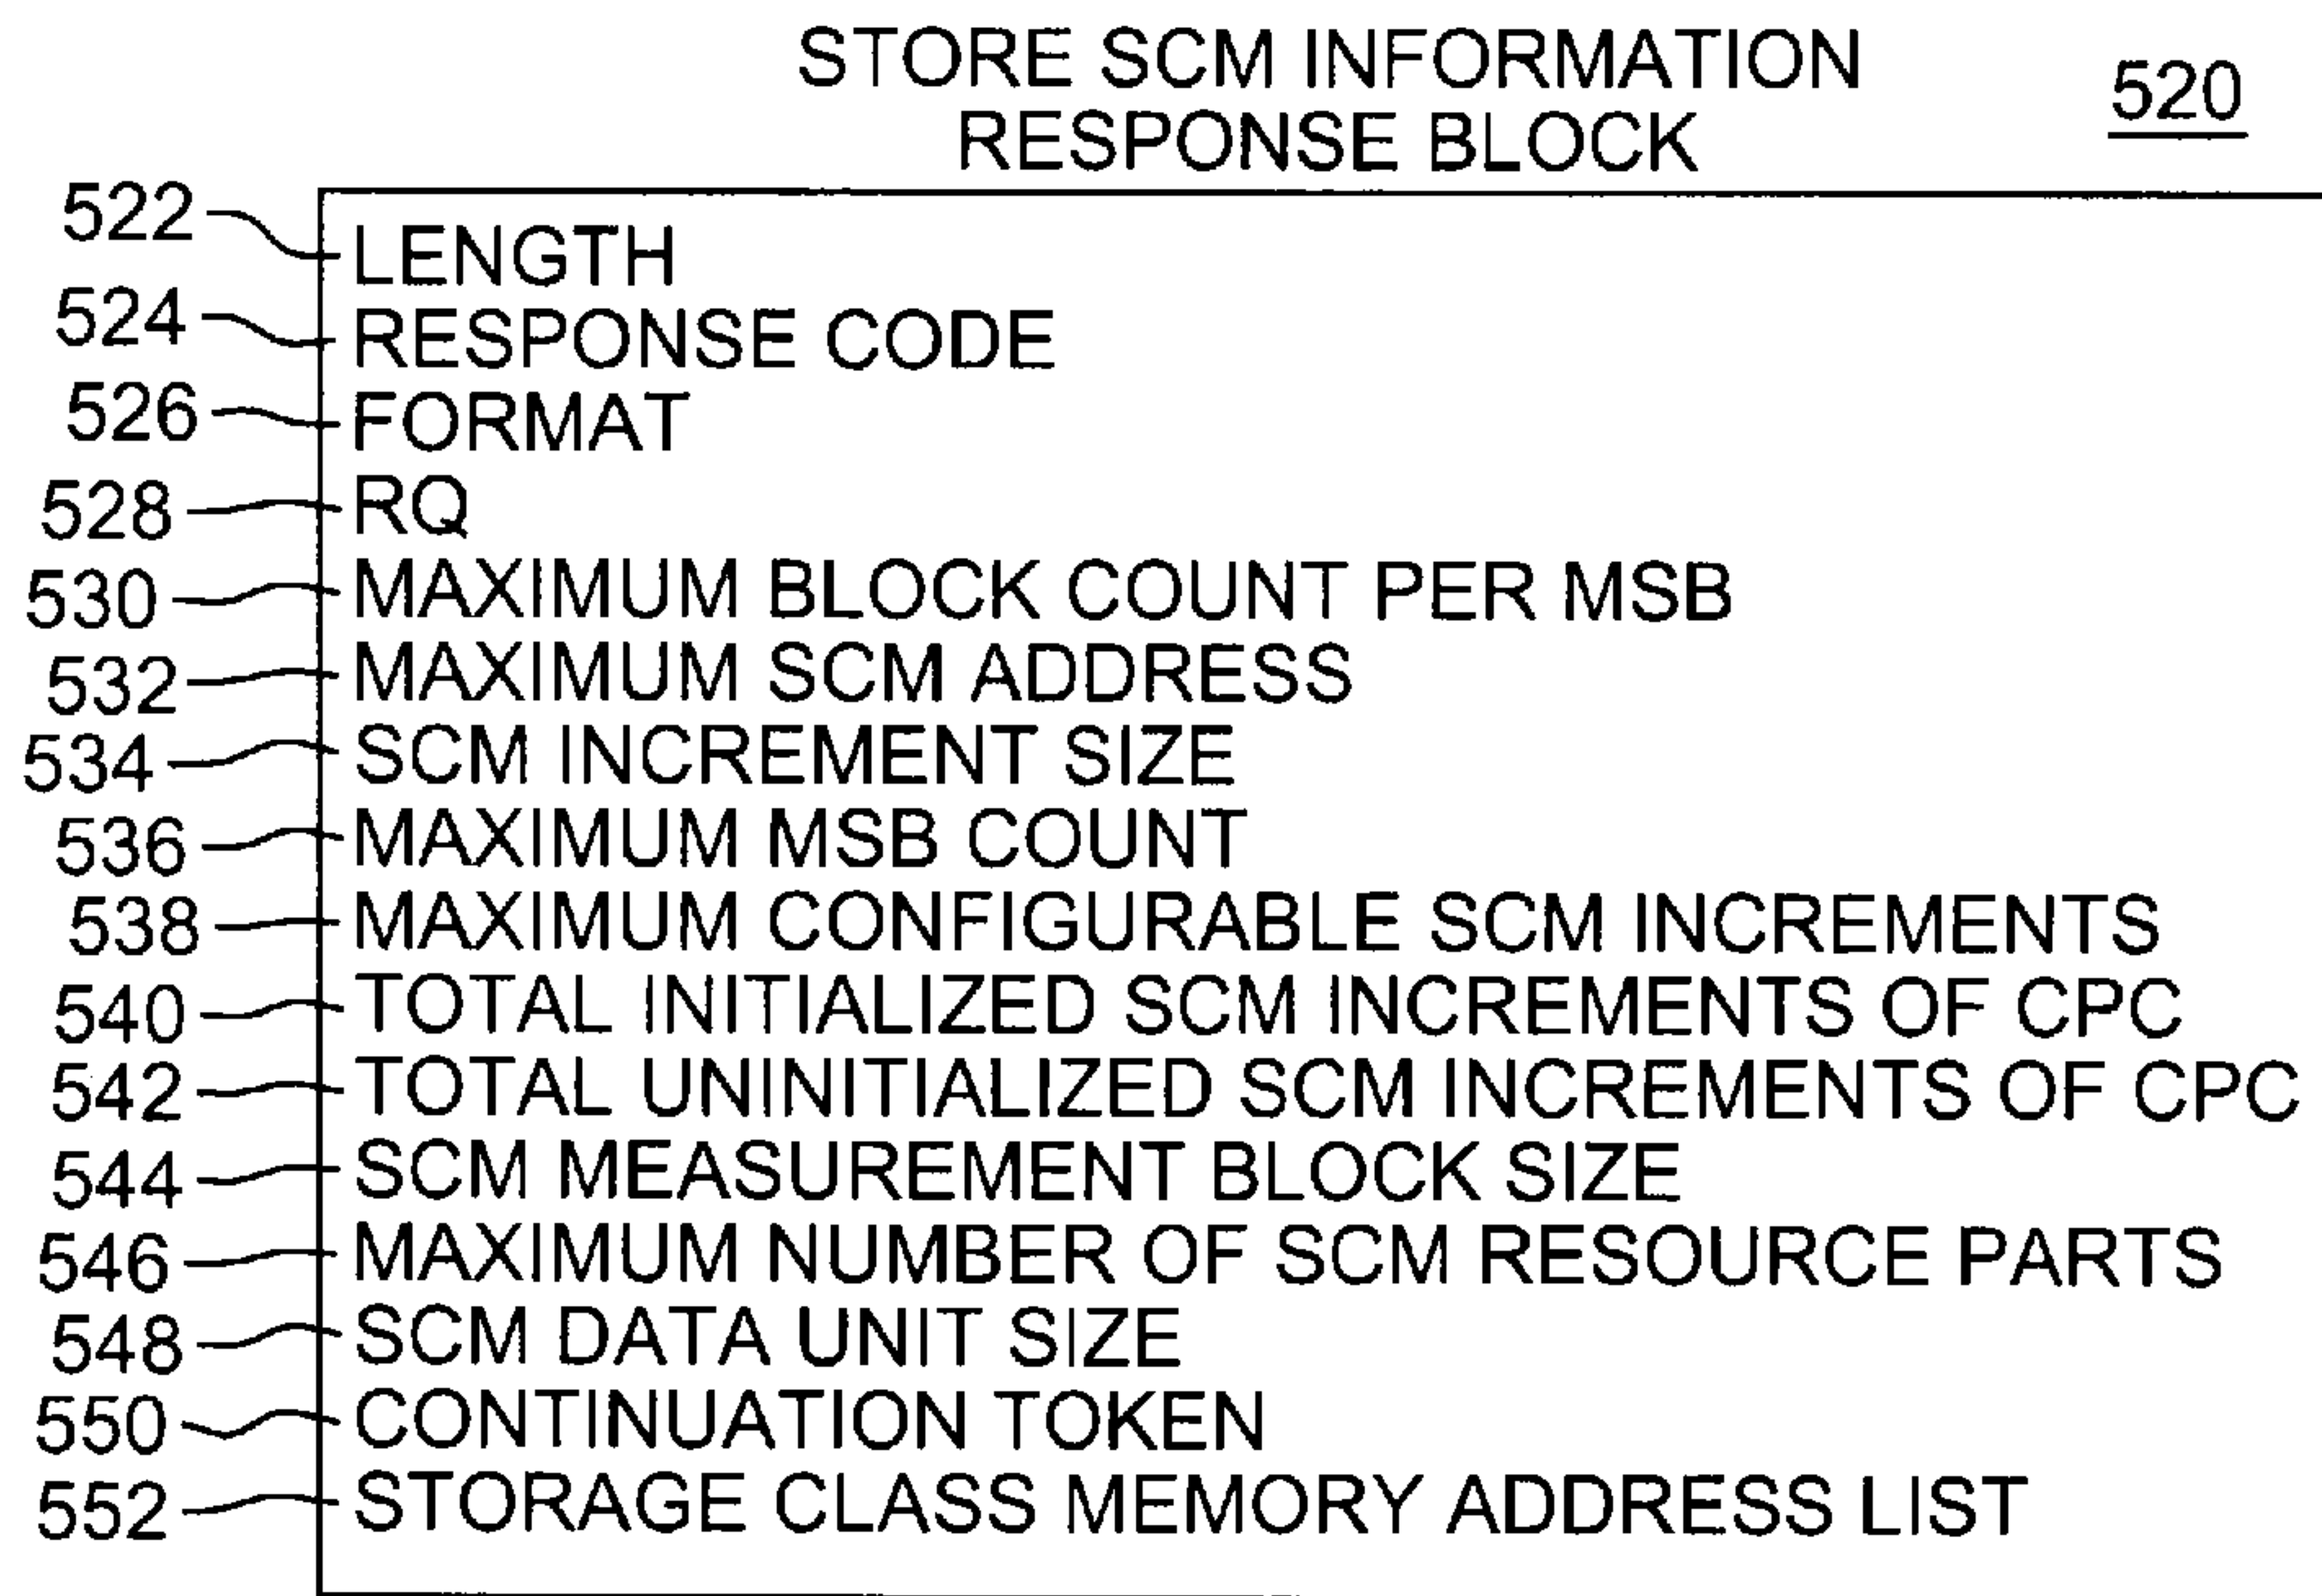 STORE SCM INFORMATION
RESPONSE BLOCK
520
522 LENGTH
524 RESPONSE CODE
526 FORMAT
528 RQ
530 MAXIMUM BLOCK COUNT PER MSB
532 MAXIMUM SCM ADDRESS
534 SCM INCREMENT SIZE
536 MAXIMUM MSB COUNT
538 MAXIMUM CONFIGURABLE SCM INCREMENTS
540 TOTAL INITIALIZED SCM INCREMENTS OF CPC
542 TOTAL UNINITIALIZED SCM INCREMENTS OF CPC
544 SCM MEASUREMENT BLOCK SIZE
546 MAXIMUM NUMBER OF SCM RESOURCE PARTS
548 SCM DATA UNIT SIZE
550 CONTINUATION TOKEN
552 STORAGE CLASS MEMORY ADDRESS LIST